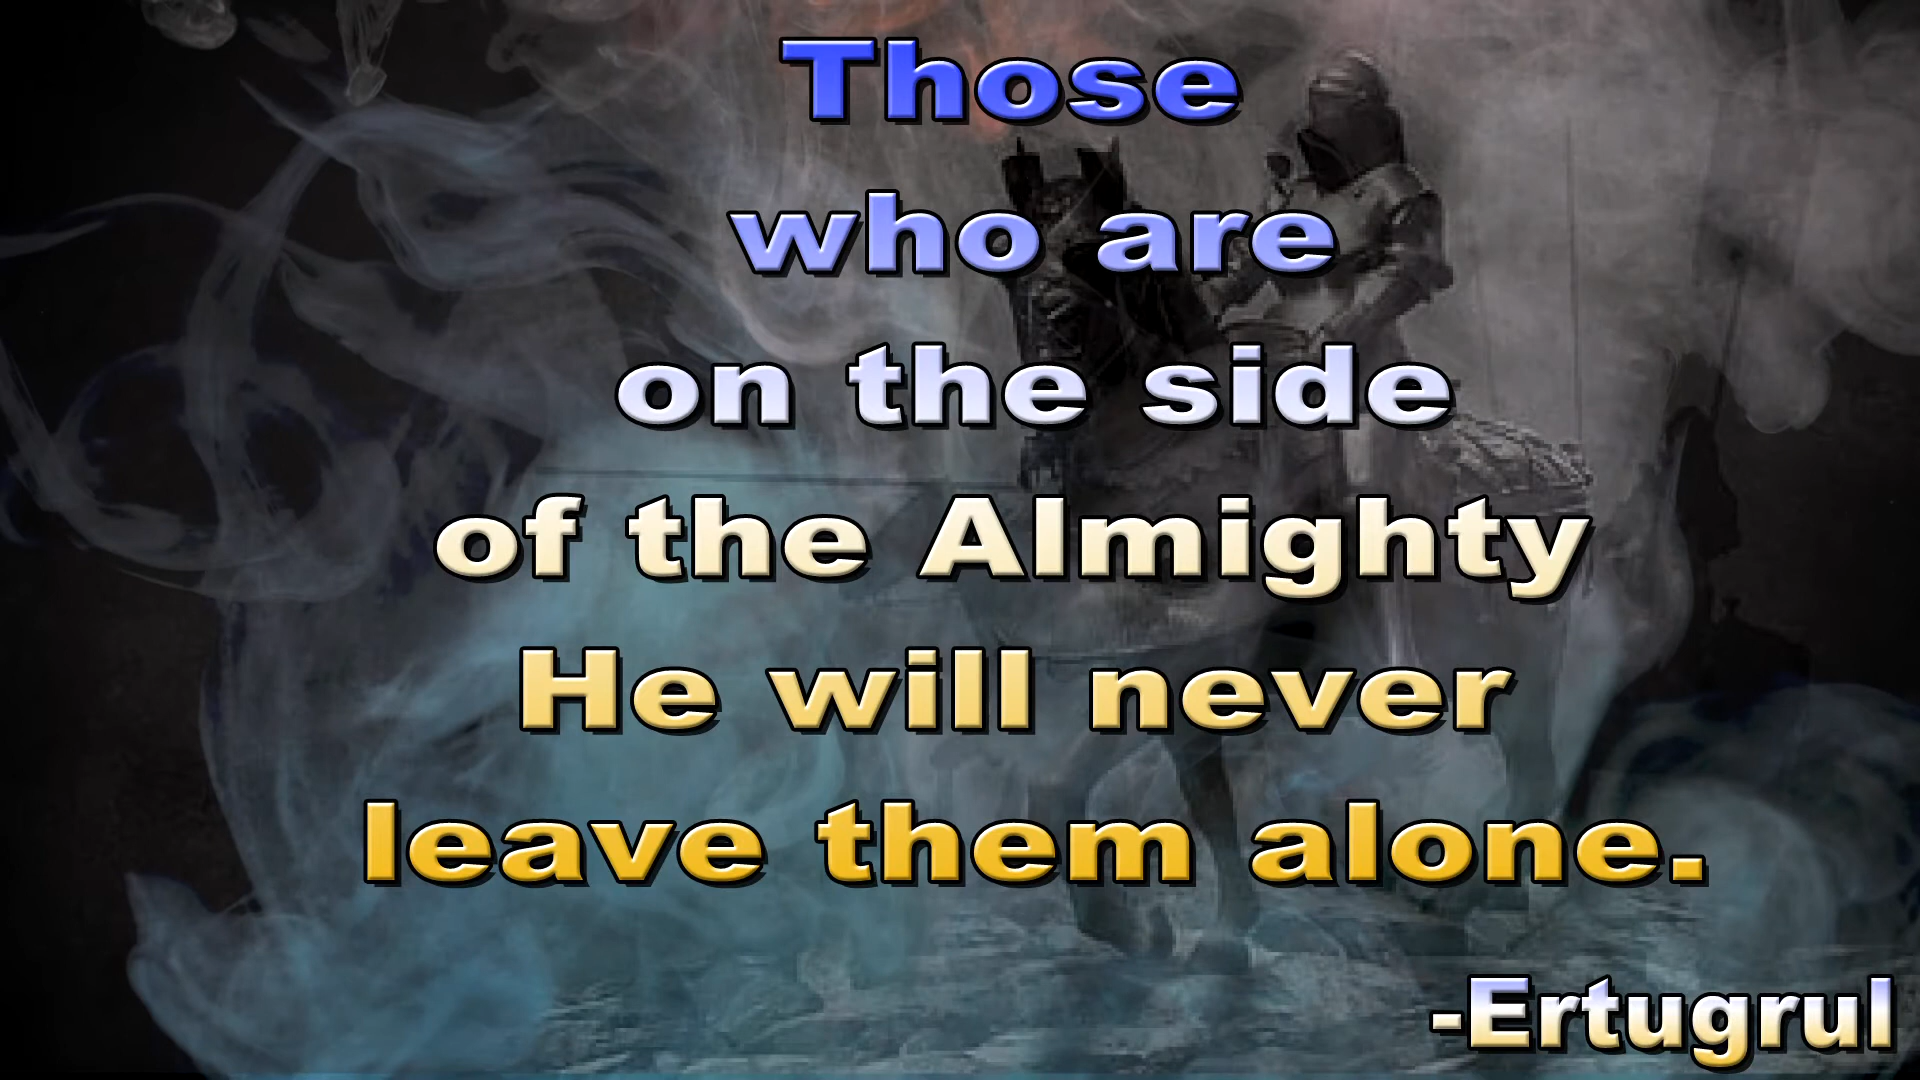 Those
who are
on the side
of the Almighty
He will never
leave them alone.
-Ertugrul